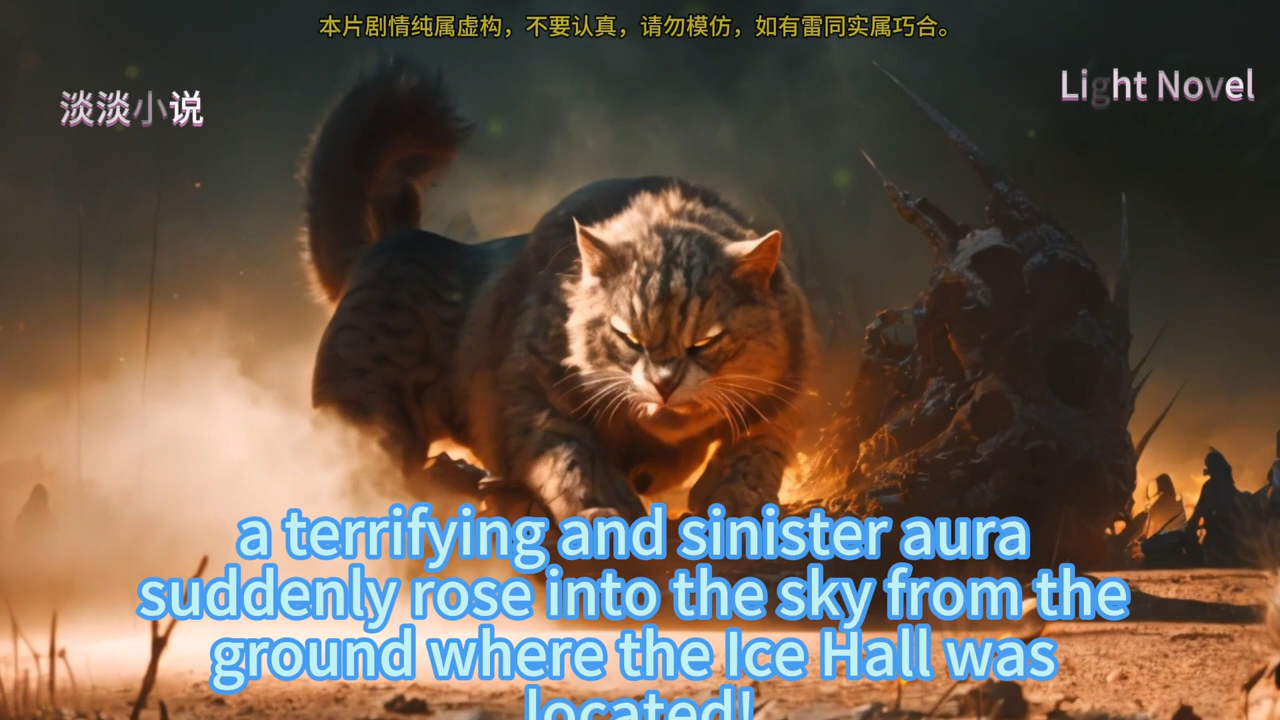 本片剧情纯属虚构，不要认真，请勿模仿，如有雷同实属巧合。
淡淡小说
Light Novel
a terrifying and sinister aura
suddenly rose into the sky from the
ground where the Ice Hall was
located!